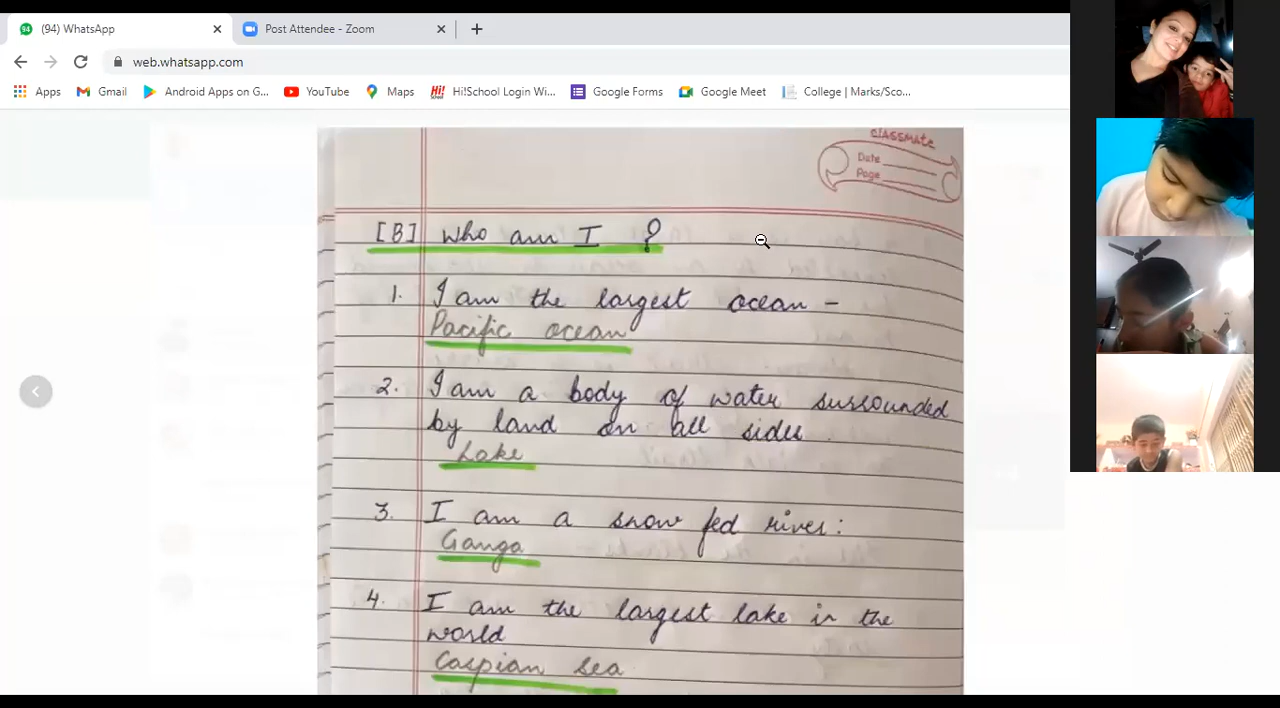 (94) WhatsApp
Post Attendee - Zoom
web.whatsapp.com
Apps
Gmail
Android Apps on G...
YouTube
Maps
Hi!School Login Wi...
Google Forms
Google Meet
College | Marks/Sco...
CLASSMATE
Date
Page
[B] Who am I ?
1. I am the largest ocean -
Pacific ocean
2. I am a body of water surrounded
by land on all sides
Lake
3. I am a snow fed river:
Ganga
4. I am the largest lake in the
world
Caspian sea